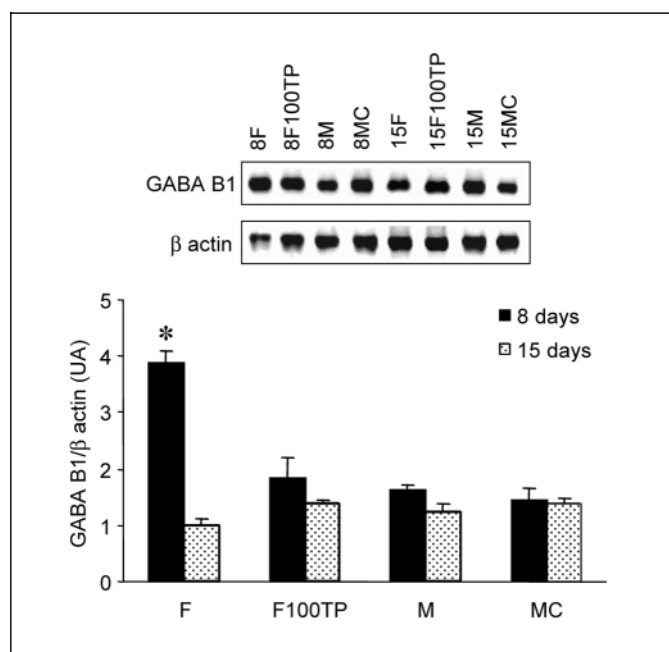 8F 8F100TP 8M 8MC 15F 15F100TP 15M 15MC
GABA B1
β actin
GABA B1/β actin (UA)
5
4
3
2
1
0
*
8 days
15 days
F F100TP M MC